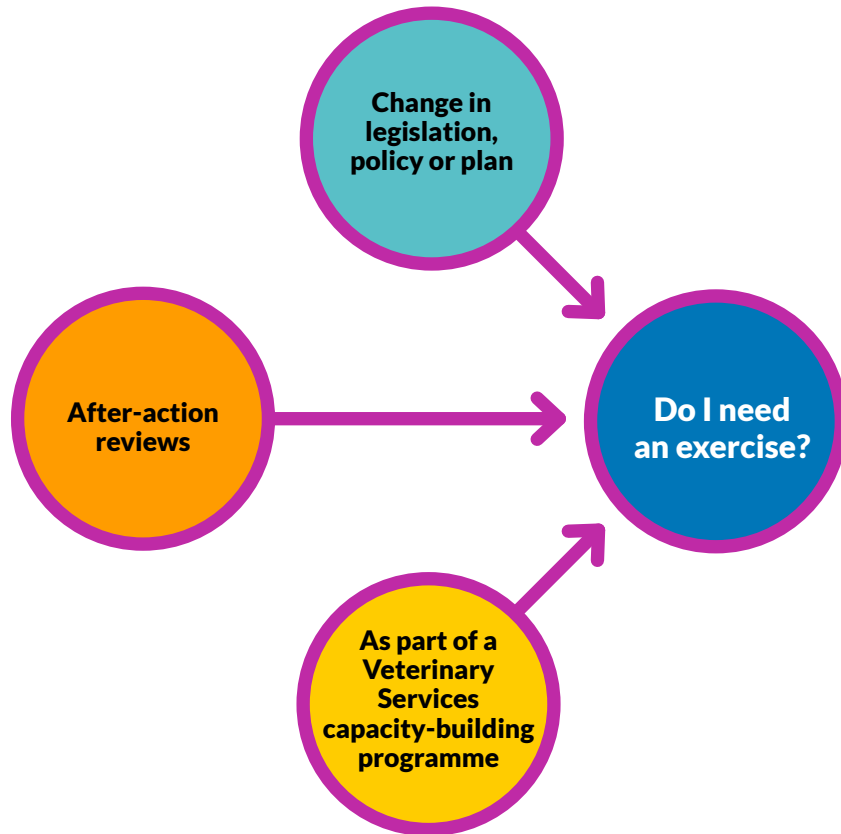 Change in
legislation,
policy or plan
After-action
reviews
Do I need
an exercise?
As part of a
Veterinary
Services
capacity-building
programme